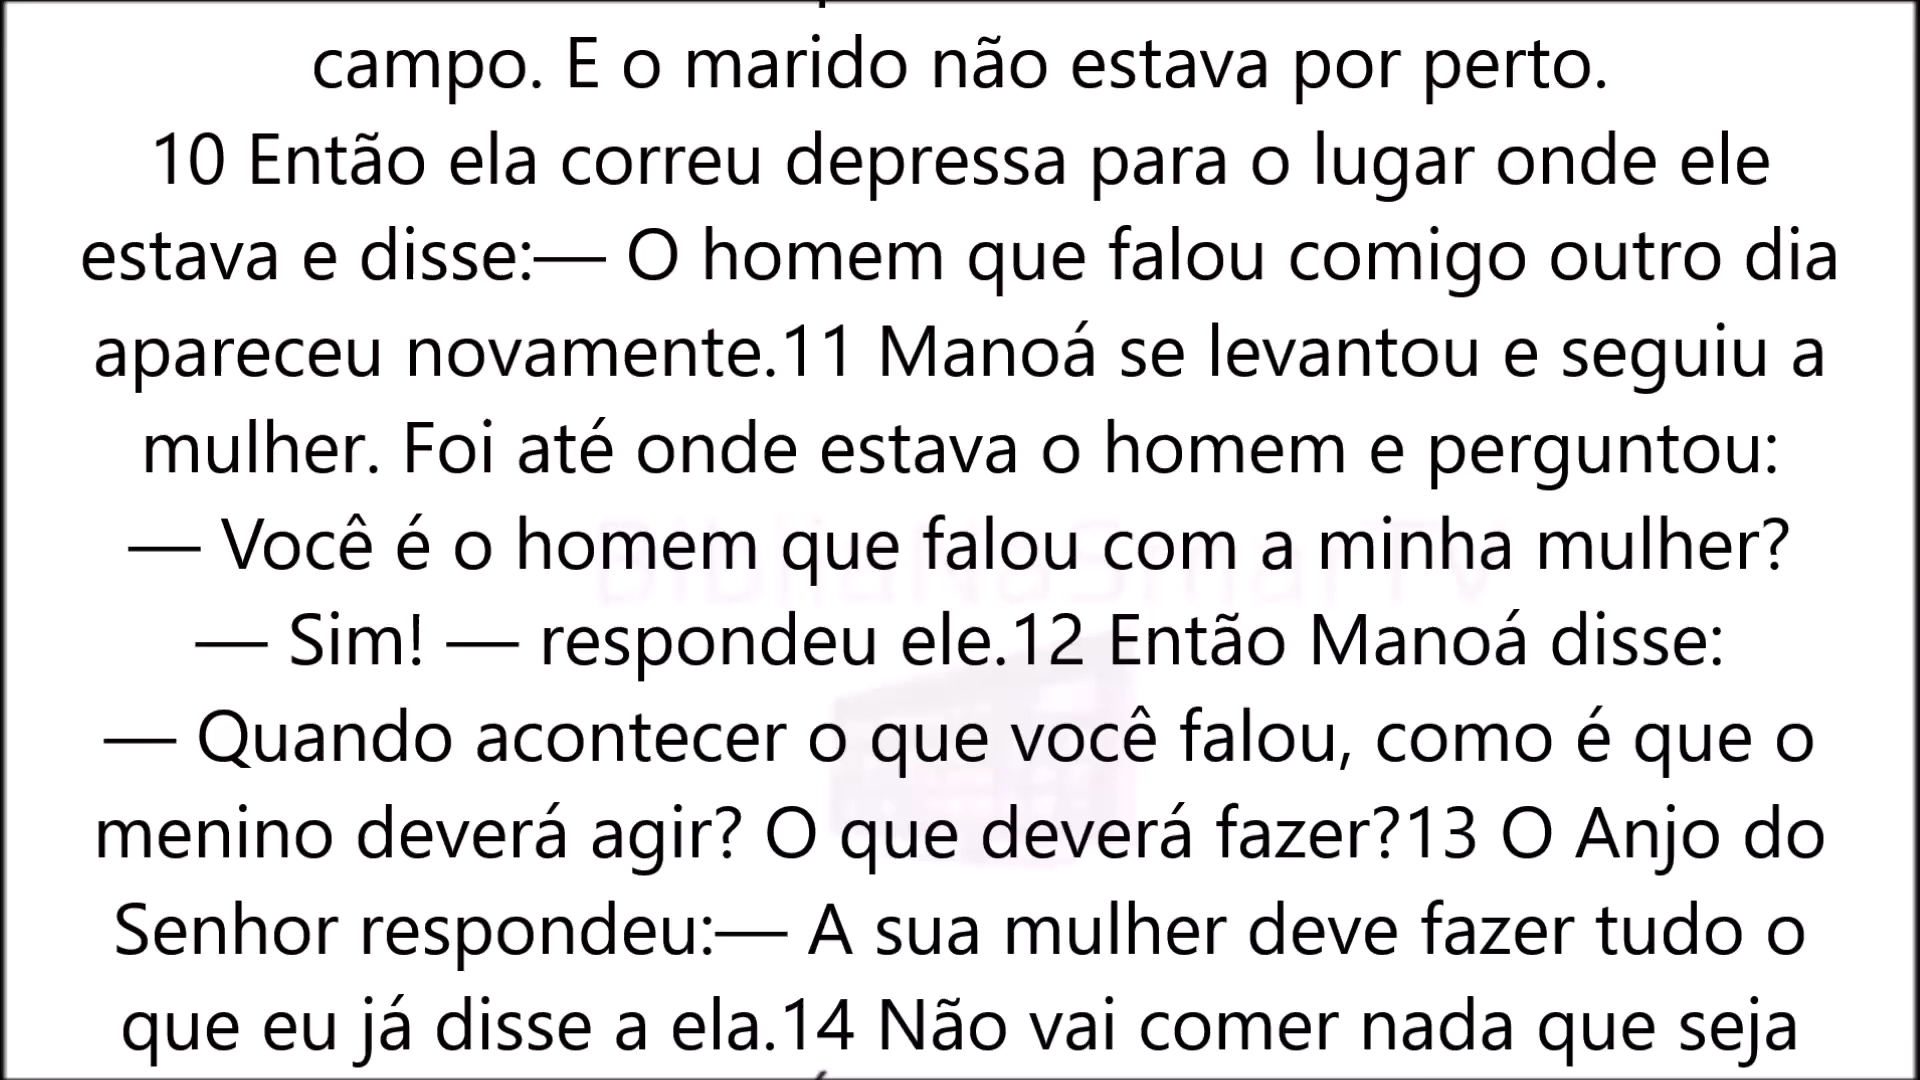 campo. E o marido não estava por perto.
10 Então ela correu depressa para o lugar onde ele
estava e disse:— O homem que falou comigo outro dia
apareceu novamente.11 Manoá se levantou e seguiu a
mulher. Foi até onde estava o homem e perguntou:
— Você é o homem que falou com a minha mulher?
— Sim! — respondeu ele.12 Então Manoá disse:
— Quando acontecer o que você falou, como é que o
menino deverá agir? O que deverá fazer?13 O Anjo do
Senhor respondeu:— A sua mulher deve fazer tudo o
que eu já disse a ela.14 Não vai comer nada que seja